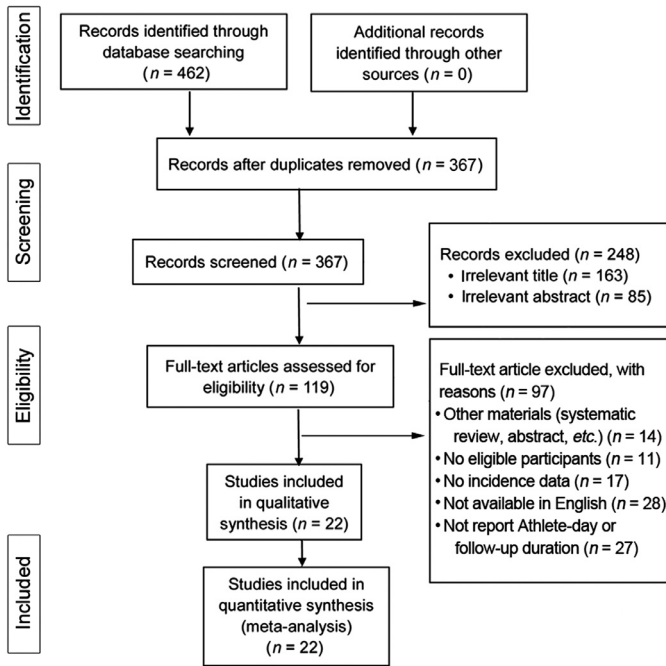 Identification
Records identified through
database searching
(n = 462)
Additional records
identified through other
sources (n = 0)
Records after duplicates removed (n = 367)
Screening
Records screened (n = 367)
Records excluded (n = 248)
• Irrelevant title (n = 163)
• Irrelevant abstract (n = 85)
Eligibility
Full-text articles assessed for
eligibility (n = 119)
Full-text article excluded, with
reasons (n = 97)
• Other materials (systematic
review, abstract, etc.) (n = 14)
• No eligible participants (n = 11)
• No incidence data (n = 17)
• Not available in English (n = 28)
• Not report Athlete-day or
follow-up duration (n = 27)
Studies included
in qualitative
synthesis (n = 22)
Included
Studies included in
quantitative synthesis
(meta-analysis)
(n = 22)